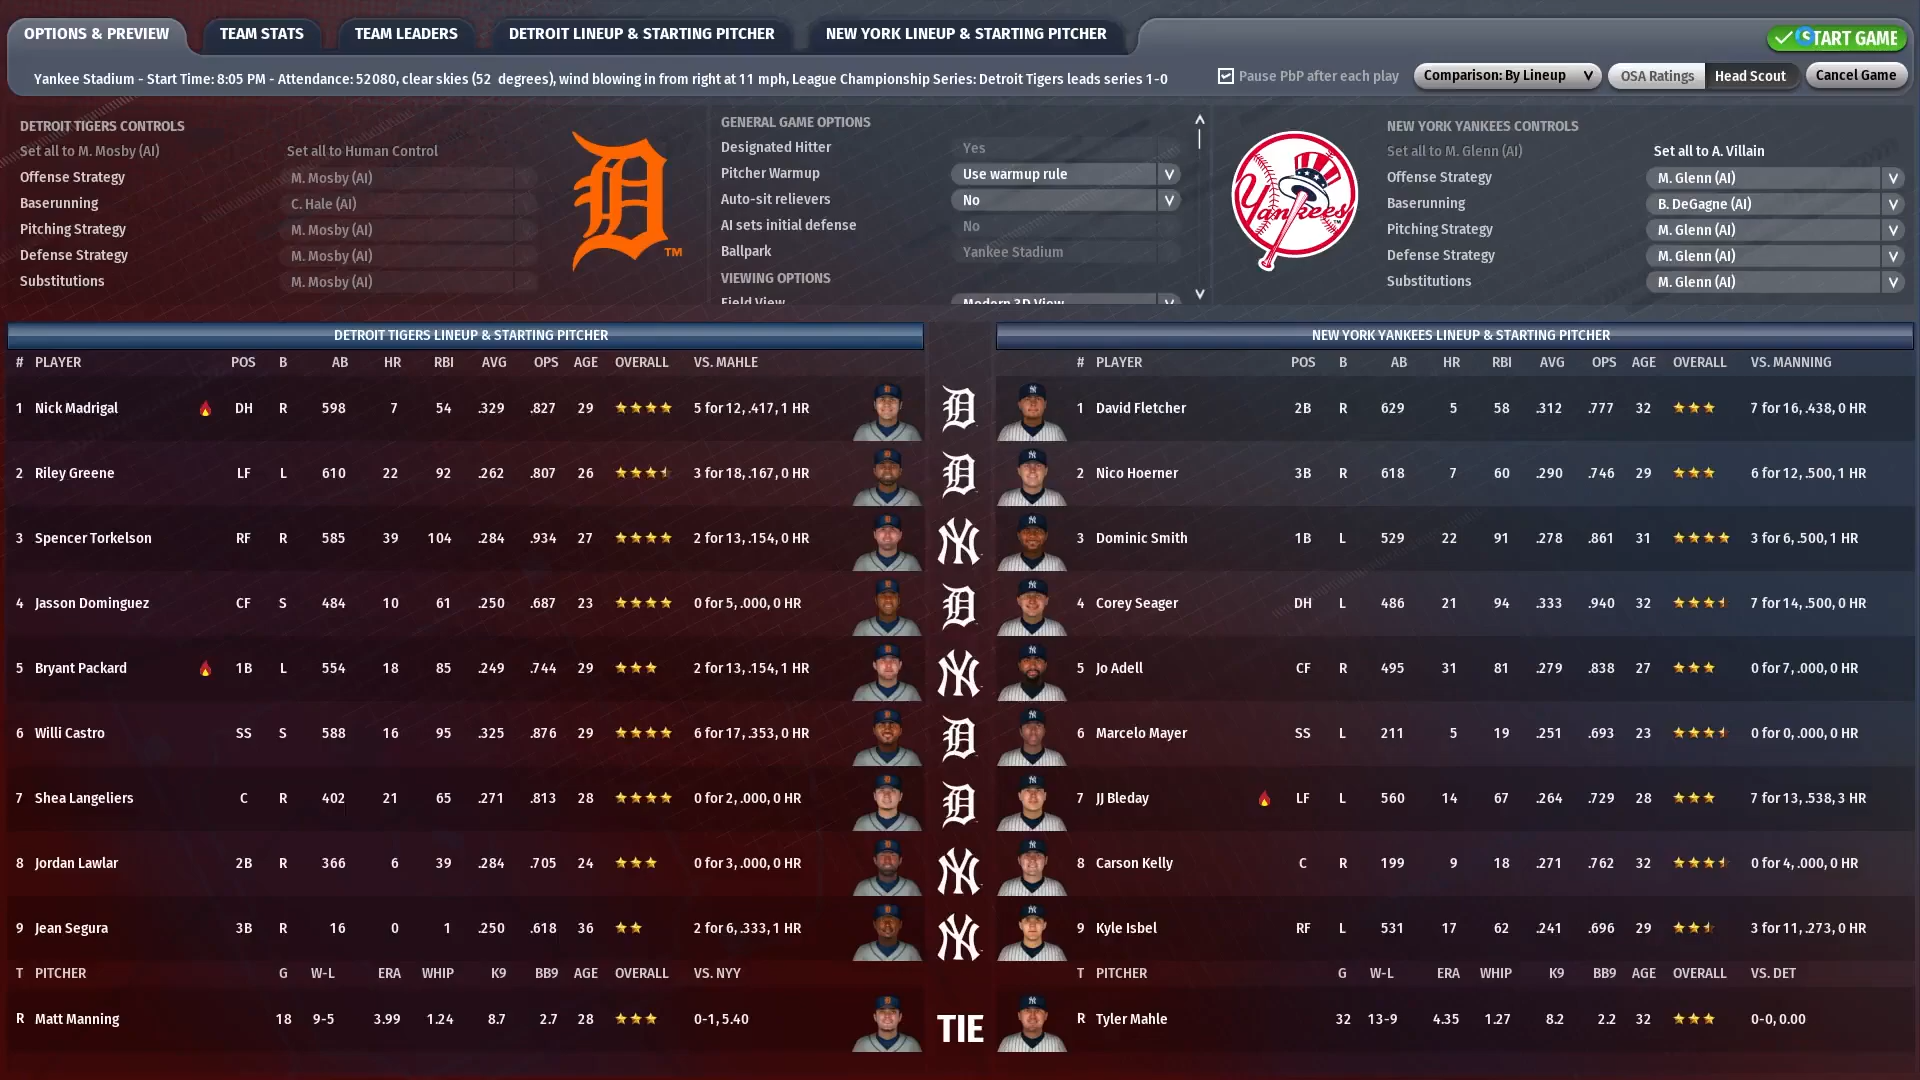 OPTIONS & PREVIEW TEAM STATS TEAM LEADERS DETROIT LINEUP & STARTING PITCHER NEW YORK LINEUP & STARTING PITCHER
START GAME
Yankee Stadium - Start Time: 8:05 PM - Attendance: 52080, clear skies (52 degrees), wind blowing in from right at 11 mph, League Championship Series: Detroit Tigers leads series 1-0
Pause PbP after each play Comparison: By Lineup OSA Ratings Head Scout Cancel Game
DETROIT TIGERS CONTROLS
Set all to M. Mosby (AI) Set all to Human Control
Offense Strategy M. Mosby (AI)
Baserunning C. Hale (AI)
Pitching Strategy M. Mosby (AI)
Defense Strategy M. Mosby (AI)
Substitutions M. Mosby (AI)
D TM
GENERAL GAME OPTIONS
Designated Hitter Yes
Pitcher Warmup Use warmup rule
Auto-sit relievers No
AI sets initial defense No
Ballpark Yankee Stadium
VIEWING OPTIONS
Field View Modern 3D View
Yankees
NEW YORK YANKEES CONTROLS
Set all to M. Glenn (AI) Set all to A. Villain
Offense Strategy M. Glenn (AI)
Baserunning B. DeGagne (AI)
Pitching Strategy M. Glenn (AI)
Defense Strategy M. Glenn (AI)
Substitutions M. Glenn (AI)
DETROIT TIGERS LINEUP & STARTING PITCHER
# PLAYER POS B AB HR RBI AVG OPS AGE OVERALL VS. MAHLE
1 Nick Madrigal DH R 598 7 54 .329 .827 29 5 for 12, .417, 1 HR
2 Riley Greene LF L 610 22 92 .262 .807 26 3 for 18, .167, 0 HR
3 Spencer Torkelson RF R 585 39 104 .284 .934 27 2 for 13, .154, 0 HR
4 Jasson Dominguez CF S 484 10 61 .250 .687 23 0 for 5, .000, 0 HR
5 Bryant Packard 1B L 554 18 85 .249 .744 29 2 for 13, .154, 1 HR
6 Willi Castro SS S 588 16 95 .325 .876 29 6 for 17, .353, 0 HR
7 Shea Langeliers C R 402 21 65 .271 .813 28 0 for 2, .000, 0 HR
8 Jordan Lawlar 2B R 366 6 39 .284 .705 24 0 for 3, .000, 0 HR
9 Jean Segura 3B R 16 0 1 .250 .618 36 2 for 6, .333, 1 HR
T PITCHER G W-L ERA WHIP K9 BB9 AGE OVERALL VS. NYY
R Matt Manning 18 9-5 3.99 1.24 8.7 2.7 28 0-1, 5.40
D
D
NY
D
NY
D
D
NY
NY
TIE
NEW YORK YANKEES LINEUP & STARTING PITCHER
# PLAYER POS B AB HR RBI AVG OPS AGE OVERALL VS. MANNING
1 David Fletcher 2B R 629 5 58 .312 .777 32 7 for 16, .438, 0 HR
2 Nico Hoerner 3B R 618 7 60 .290 .746 29 6 for 12, .500, 1 HR
3 Dominic Smith 1B L 529 22 91 .278 .861 31 3 for 6, .500, 1 HR
4 Corey Seager DH L 486 21 94 .333 .940 32 7 for 14, .500, 0 HR
5 Jo Adell CF R 495 31 81 .279 .838 27 0 for 7, .000, 0 HR
6 Marcelo Mayer SS L 211 5 19 .251 .693 23 0 for 0, .000, 0 HR
7 JJ Bleday LF L 560 14 67 .264 .729 28 7 for 13, .538, 3 HR
8 Carson Kelly C R 199 9 18 .271 .762 32 0 for 4, .000, 0 HR
9 Kyle Isbel RF L 531 17 62 .241 .696 29 3 for 11, .273, 0 HR
T PITCHER G W-L ERA WHIP K9 BB9 AGE OVERALL VS. DET
R Tyler Mahle 32 13-9 4.35 1.27 8.2 2.2 32 0-0, 0.00